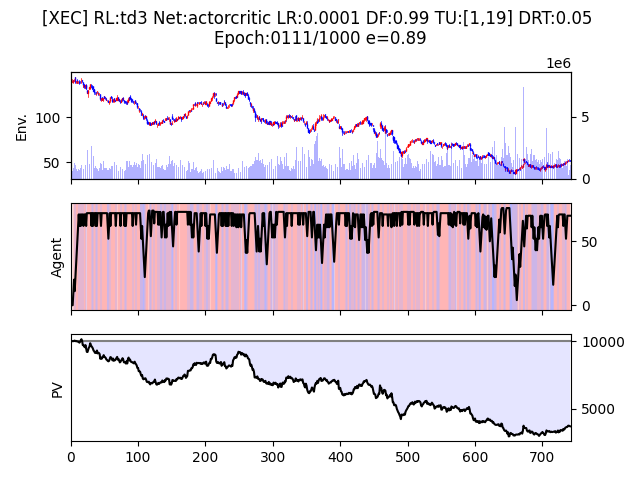 [XEC] RL:td3 Net:actorcritic LR:0.0001 DF:0.99 TU:[1,19] DRT:0.05
Epoch:0111/1000 e=0.89
1e6
Env.
100
50
5
0
Agent
50
0
PV
10000
5000
0 100 200 300 400 500 600 700